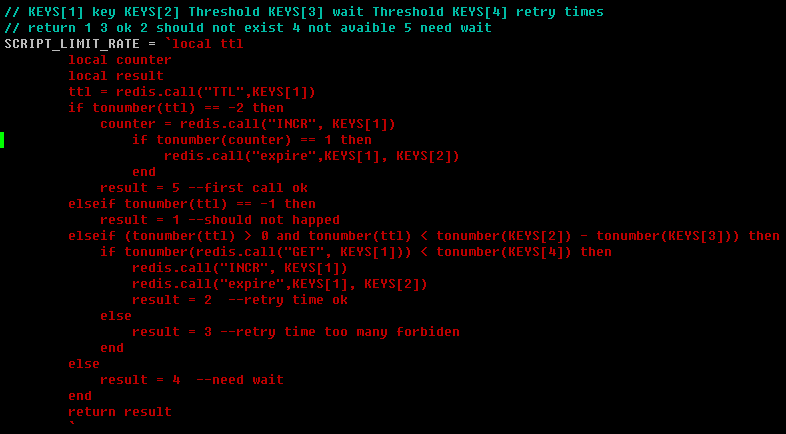 // KEYS[1] key KEYS[2] Threshold KEYS[3] wait Threshold KEYS[4] retry times
// return 1 3 ok 2 should not exist 4 not avaible 5 need wait
SCRIPT_LIMIT_RATE = `local ttl
local counter
local result
ttl = redis.call("TTL",KEYS[1])
if tonumber(ttl) == -2 then
counter = redis.call("INCR", KEYS[1])
if tonumber(counter) == 1 then
redis.call("expire",KEYS[1], KEYS[2])
end
result = 5 --first call ok
elseif tonumber(ttl) == -1 then
result = 1 --should not happed
elseif (tonumber(ttl) > 0 and tonumber(ttl) < tonumber(KEYS[2]) - tonumber(KEYS[3])) then
if tonumber(redis.call("GET", KEYS[1])) < tonumber(KEYS[4]) then
redis.call("INCR", KEYS[1])
redis.call("expire",KEYS[1], KEYS[2])
result = 2  --retry time ok
else
result = 3 --retry time too many forbiden
end
else
result = 4  --need wait
end
return result
`